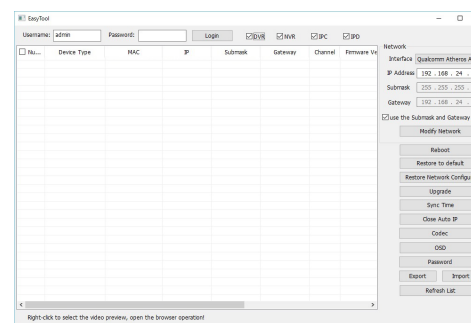 EasyTool
Username: admin Password: Login DVR NVR IPC IPD
Nu... Device Type MAC IP Submask Gateway Channel Firmware Ve
Network
Interface Qualcomm Atheros A
IP Address 192 . 168 . 24 .
Submask 255 . 255 . 255 .
Gateway 192 . 168 . 24 .
use the Submask and Gateway
Modify Network
Reboot
Restore to default
Restore Network Configu
Upgrade
Sync Time
Close Auto IP
Codec
OSD
Password
Export Import
Refresh List
Right-click to select the video preview, open the browser operation!